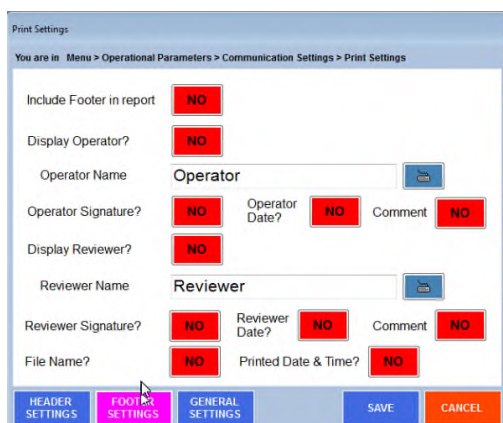 Print Settings
You are in Menu > Operational Parameters > Communication Settings > Print Settings
Include Footer in report NO
Display Operator? NO
Operator Name Operator
Operator Signature? NO Operator Date? NO Comment NO
Display Reviewer? NO
Reviewer Name Reviewer
Reviewer Signature? NO Reviewer Date? NO Comment NO
File Name? NO Printed Date & Time? NO
HEADER SETTINGS FOOTER SETTINGS GENERAL SETTINGS SAVE CANCEL